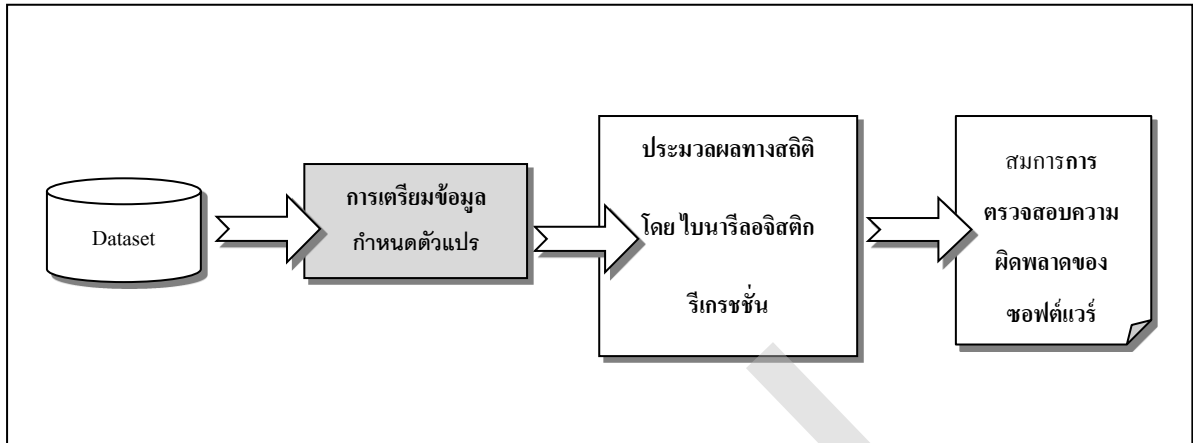 Dataset
การเตรียมข้อมูล
กำหนดตัวแปร
ประมวลผลทางสถิติ
โดย ไบนารีลอจิสติก
รีเกรชชั่น
สมการการ
ตรวจสอบความ
ผิดพลาดของ
ซอฟต์แวร์